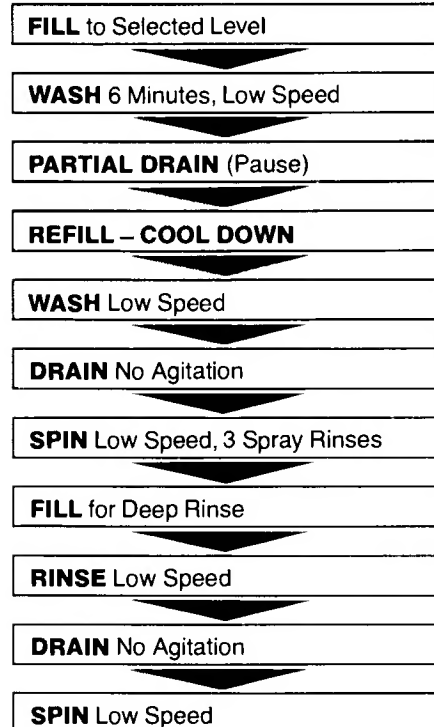 FILL to Selected Level
WASH 6 Minutes, Low Speed
PARTIAL DRAIN (Pause)
REFILL – COOL DOWN
WASH Low Speed
DRAIN No Agitation
SPIN Low Speed, 3 Spray Rinses
FILL for Deep Rinse
RINSE Low Speed
DRAIN No Agitation
SPIN Low Speed